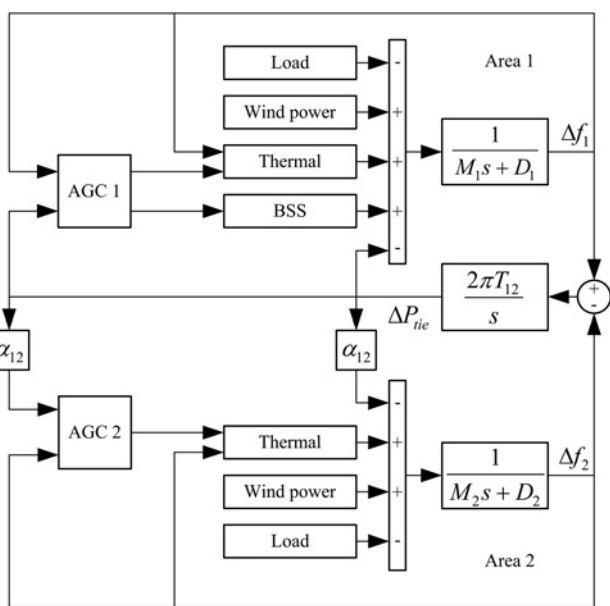 Load
-
Area 1
Wind power
+
1
M₁s + D₁
Δf₁
Thermal
+
AGC 1
BSS
+
-
2πT₁₂
s
+
-
ΔP_tie
α₁₂
α₁₂
-
AGC 2
Thermal
+
1
M₂s + D₂
Δf₂
Wind power
+
Load
-
Area 2